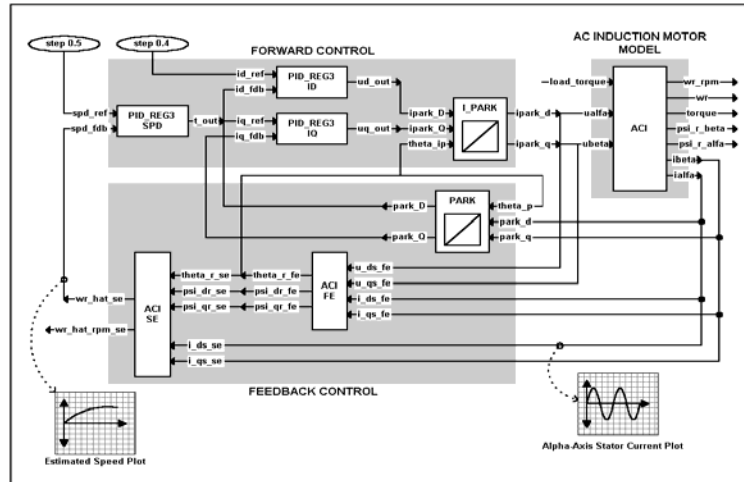 step 0.5
step 0.4
FORWARD CONTROL
AC INDUCTION MOTOR
MODEL
id_ref
id_fdb
PID_REG3
ID
ud_out
load_torque
wr_rpm
wr
spd_ref
spd_fdb
PID_REG3
SPD
t_out
iq_ref
iq_fdb
PID_REG3
IQ
uq_out
ipark_D
ipark_Q
theta_ip
I_PARK
ipark_d
ipark_q
ualfa
ubeta
ACI
torque
psi_r_beta
psi_r_alfa
ibeta
ialfa
PARK
park_D
park_Q
theta_p
park_d
park_q
theta_r_se
psi_dr_se
psi_qr_se
theta_r_fe
psi_dr_fe
psi_qr_fe
ACI
FE
u_ds_fe
u_qs_fe
i_ds_fe
i_qs_fe
wr_hat_se
wr_hat_rpm_se
ACI
SE
i_ds_se
i_qs_se
FEEDBACK CONTROL
Estimated Speed Plot
Alpha-Axis Stator Current Plot